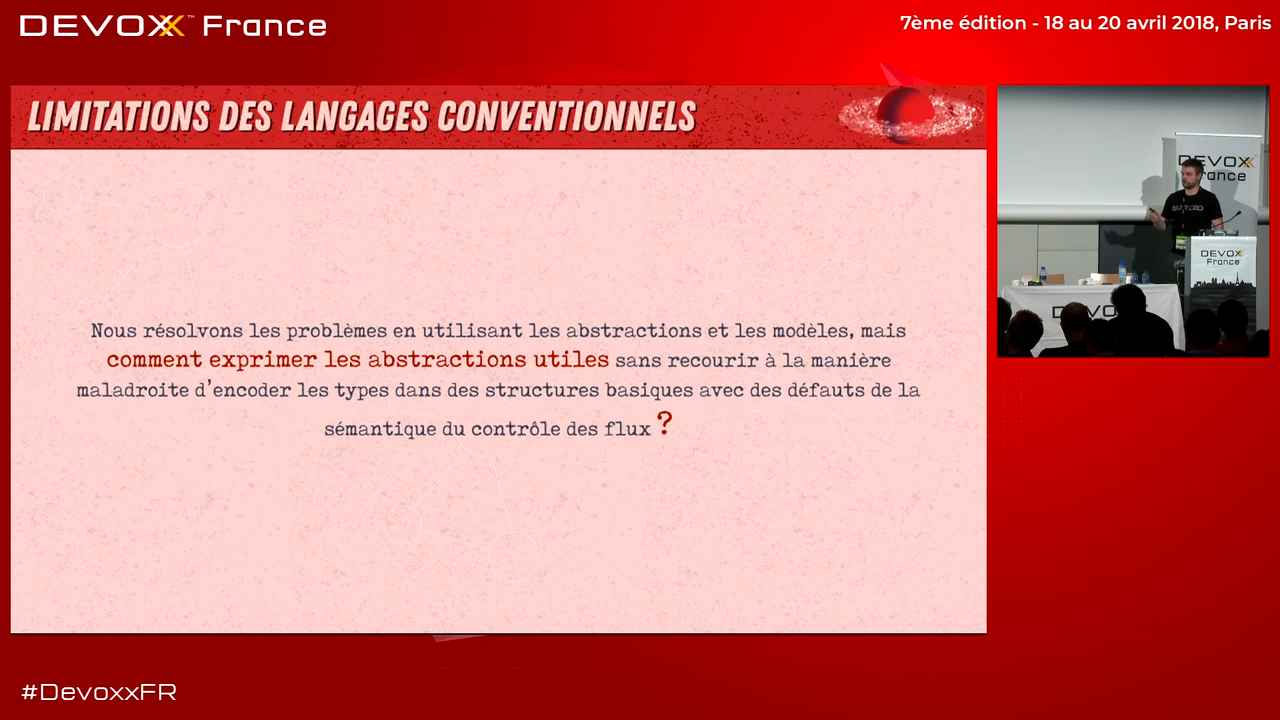 DEVOXX™ France
7ème édition - 18 au 20 avril 2018, Paris
LIMITATIONS DES LANGAGES CONVENTIONNELS
Nous résolvons les problèmes en utilisant les abstractions et les modèles, mais
comment exprimer les abstractions utiles sans recourir à la manière
maladroite d'encoder les types dans des structures basiques avec des défauts de la
sémantique du contrôle des flux ?
DEVOXX
France
DEVOXX
France
#DevoxxFR